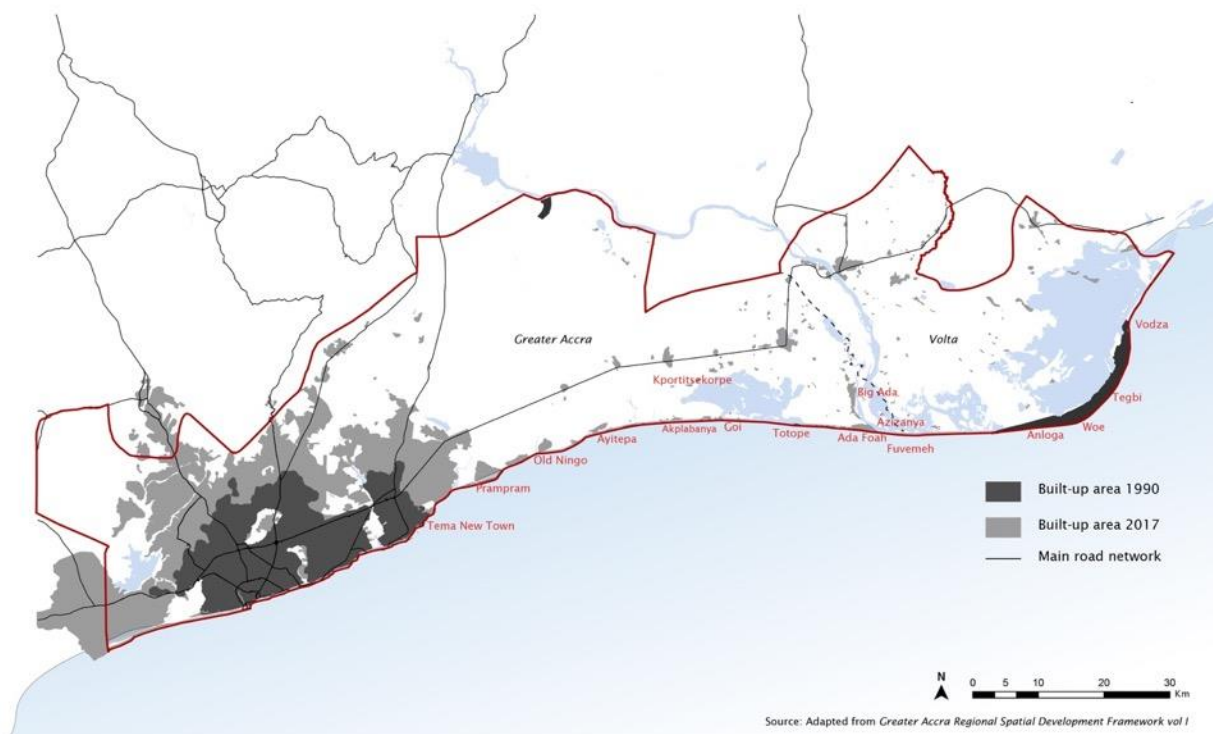 Greater Accra
Volta
Vodza
Kportitsekorpe
Big Ada
Tegbi
Azizanya
Akplabanya
Goi
Totope
Ada Foah
Fuvemeh
Anloga
Woe
Ayitepa
Old Ningo
Prampram
Tema New Town
Built-up area 1990
Built-up area 2017
Main road network
N
0 5 10 20 30
Km
Source: Adapted from Greater Accra Regional Spatial Development Framework vol I